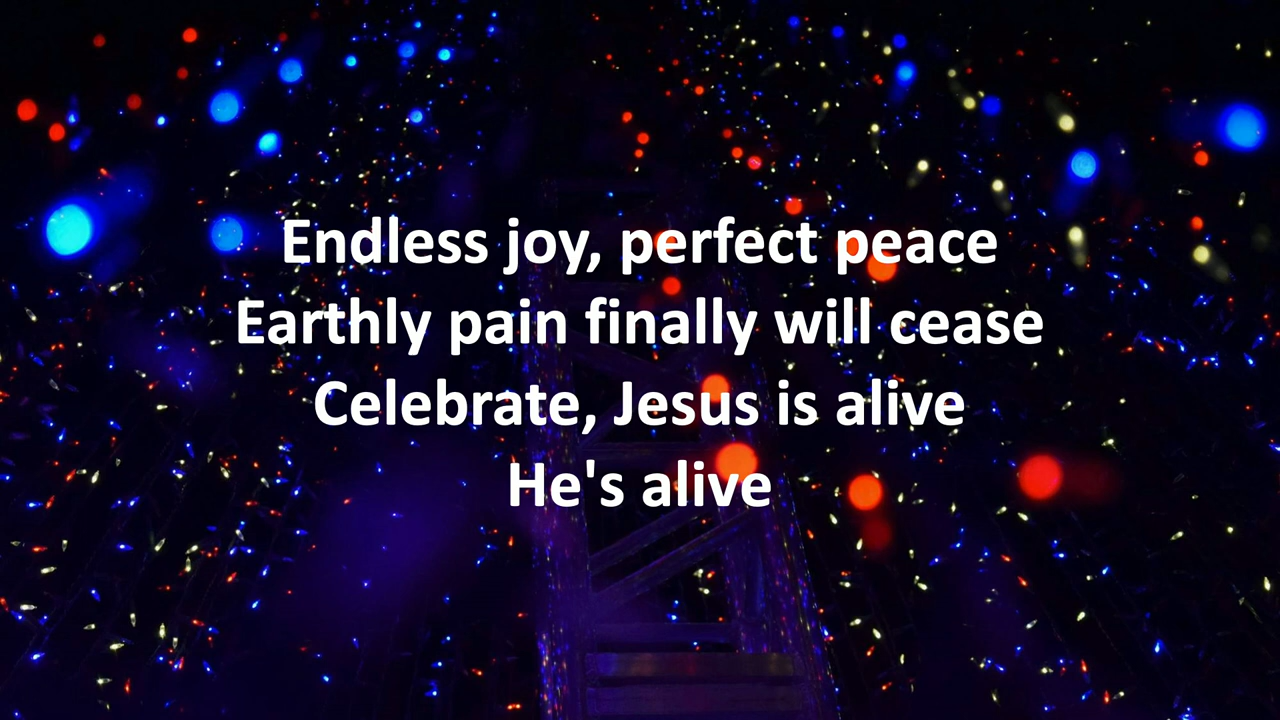 Endless joy, perfect peace
Earthly pain finally will cease
Celebrate, Jesus is alive
He's alive